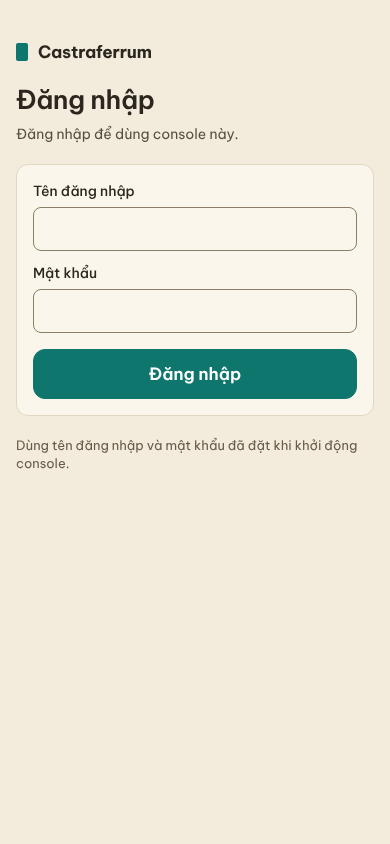 Castraferrum
Đăng nhập
Đăng nhập để dùng console này.
Tên đăng nhập
Mật khẩu
Đăng nhập
Dùng tên đăng nhập và mật khẩu đã đặt khi khởi động
console.